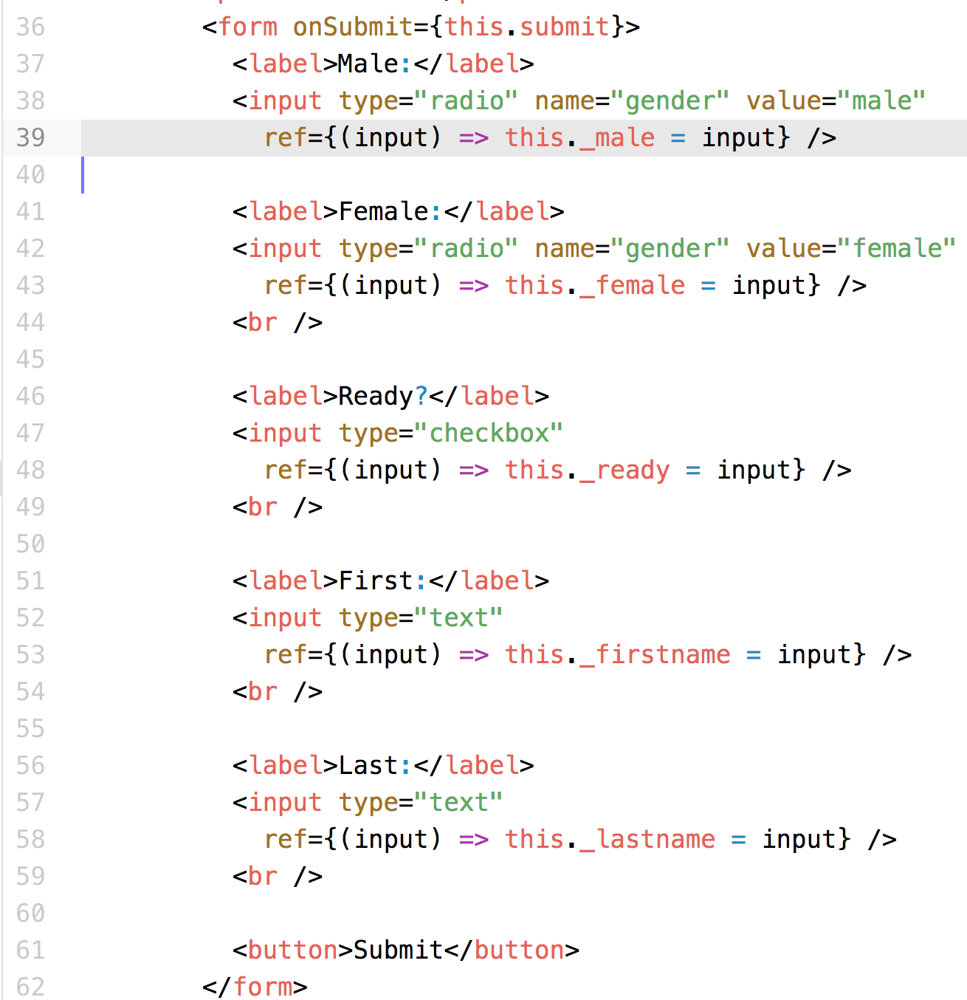 36 <form onSubmit={this.submit}>
37 <label>Male:</label>
38 <input type="radio" name="gender" value="male"
39 ref={(input) => this._male = input} />
40
41 <label>Female:</label>
42 <input type="radio" name="gender" value="female"
43 ref={(input) => this._female = input} />
44 <br />
45
46 <label>Ready?</label>
47 <input type="checkbox"
48 ref={(input) => this._ready = input} />
49 <br />
50
51 <label>First:</label>
52 <input type="text"
53 ref={(input) => this._firstname = input} />
54 <br />
55
56 <label>Last:</label>
57 <input type="text"
58 ref={(input) => this._lastname = input} />
59 <br />
60
61 <button>Submit</button>
62 </form>